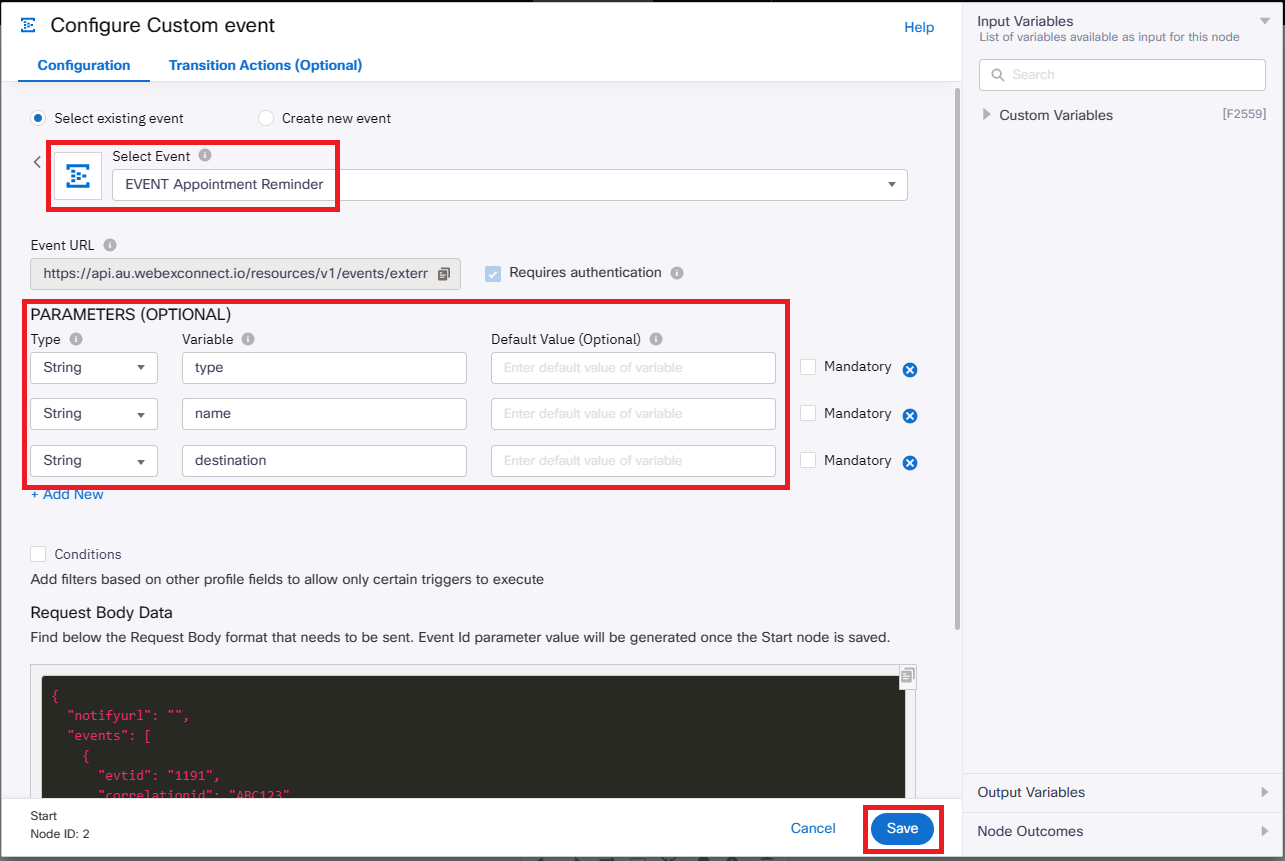 Configure Custom event
Help
Configuration
Transition Actions (Optional)
Select existing event
Create new event
Select Event
EVENT Appointment Reminder
Event URL
https://api.au.webexconnect.io/resources/v1/events/extern
Requires authentication
PARAMETERS (OPTIONAL)
Type
Variable
Default Value (Optional)
String
type
Enter default value of variable
Mandatory
String
name
Enter default value of variable
Mandatory
String
destination
Enter default value of variable
Mandatory
+ Add New
Conditions
Add filters based on other profile fields to allow only certain triggers to execute
Request Body Data
Find below the Request Body format that needs to be sent. Event Id parameter value will be generated once the Start node is saved.
{
"notifyurl": "",
"events": [
{
"evtid": "1191",
"correlationid": "ABC123"
Start
Node ID: 2
Cancel
Save
Input Variables
List of variables available as input for this node
Search
Custom Variables
[F2559]
Output Variables
Node Outcomes